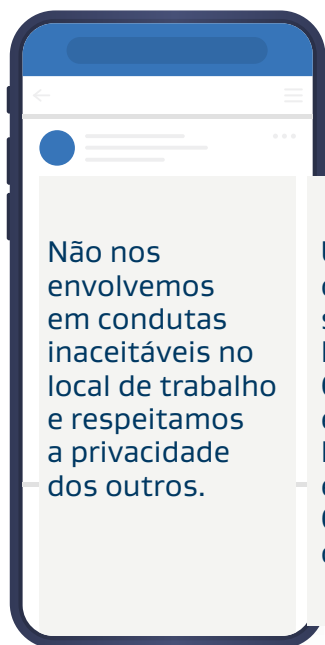 Não nos
envolvemos
em condutas
inaceitáveis no
local de trabalho
e respeitamos
a privacidade
dos outros.